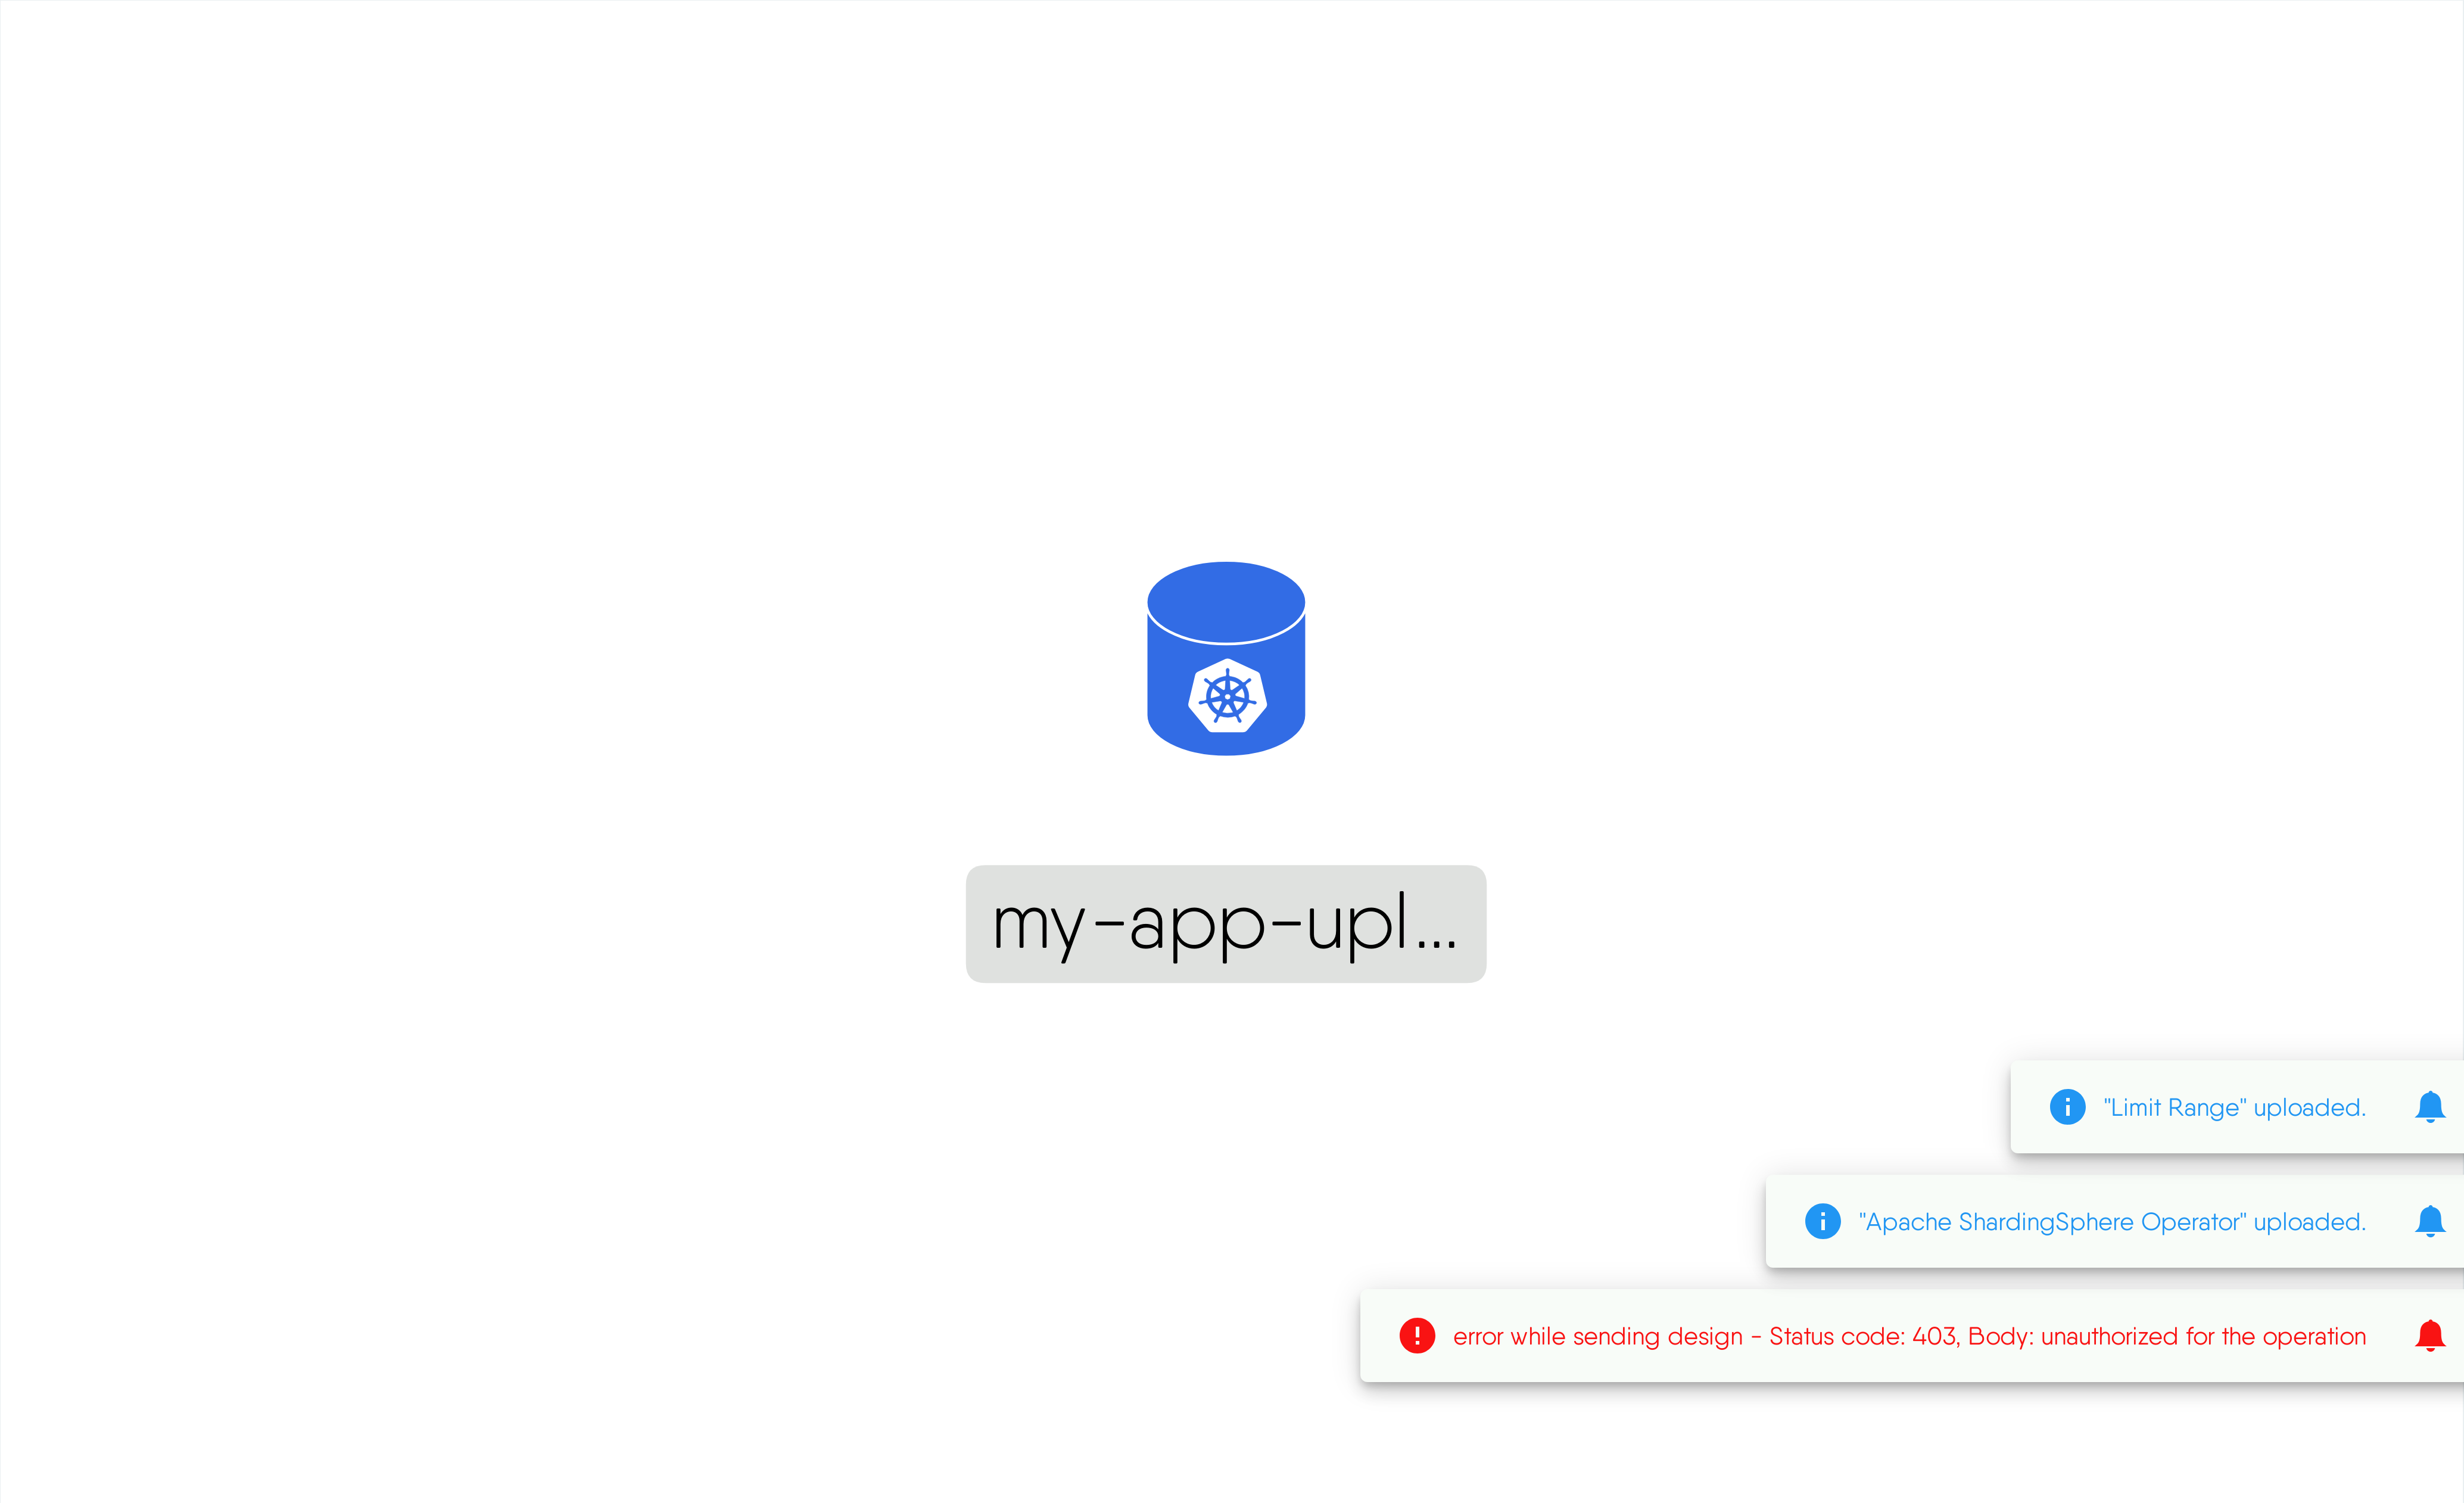 my-app-upl...
"Limit Range" uploaded.
"Apache ShardingSphere Operator" uploaded.
error while sending design - Status code: 403, Body: unauthorized for the operation